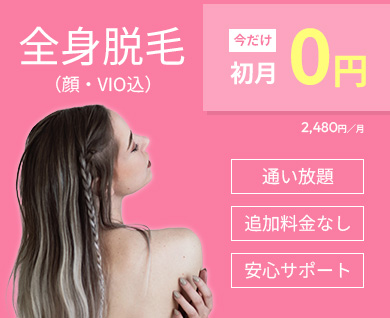 全身脱毛
（顔・VIO込）
今だけ
初月 0円
2,480円／月
通い放題
追加料金なし
安心サポート